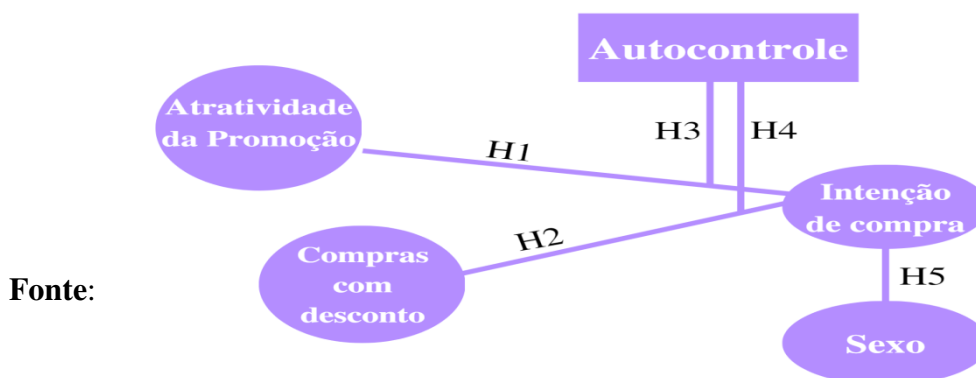 Autocontrole
Atratividade
da Promoção
H3
H4
H1
Intenção
de compra
H2
Compras
com
desconto
Fonte:
H5
Sexo